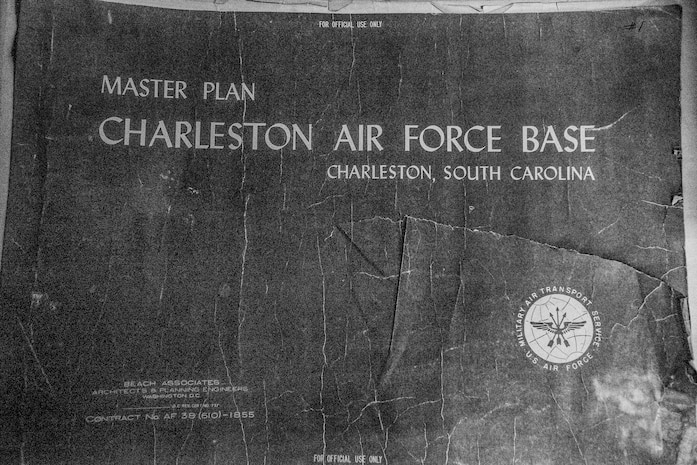 FOR OFFICIAL USE ONLY
#1
MASTER PLAN
CHARLESTON AIR FORCE BASE
CHARLESTON, SOUTH CAROLINA
MILITARY AIR TRANSPORT SERVICE
U.S. AIR FORCE
BEACH ASSOCIATES
ARCHITECTS & PLANNING ENGINEERS
WASHINGTON D.C.
CONTRACT No AF 38 (610)-1855
FOR OFFICIAL USE ONLY